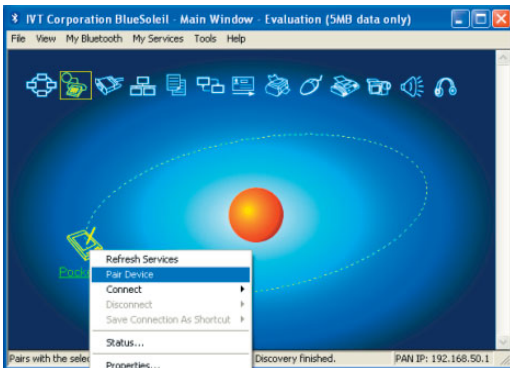 IVT Corporation BlueSoleil - Main Window - Evaluation (5MB data only)
File View My Bluetooth My Services Tools Help
Refresh Services
Pair Device
Connect
Disconnect
Save Connection As Shortcut
Status...
Properties...
Pairs with the Discovery finished. PAN IP: 192.168.50.1